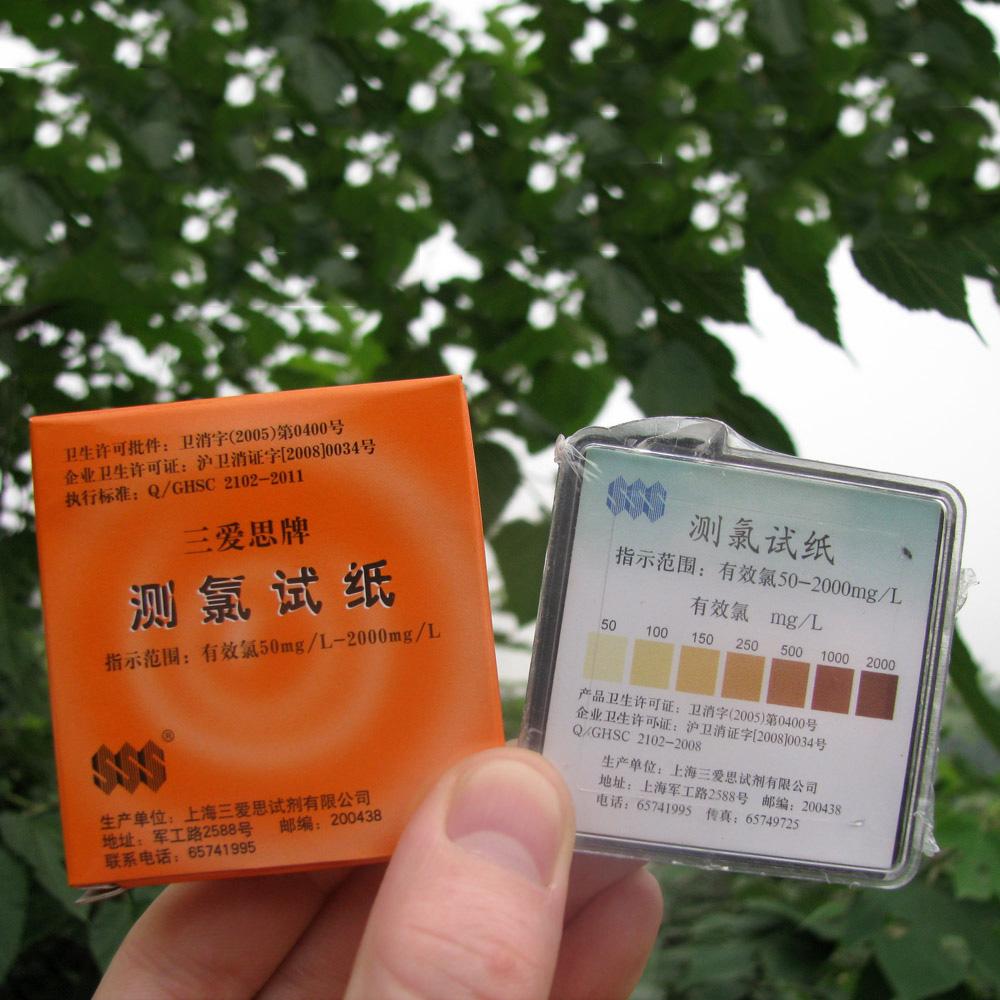 卫生许可批件：卫消字(2005)第0400号
企业卫生许可证：沪卫消证字[2008]0034号
执行标准：Q/GHSC 2102-2011
三爱思牌
测氯试纸
指示范围：有效氯50mg/L-2000mg/L
SSS®
生产单位：上海三爱思试剂有限公司
地址：军工路2588号 邮编：200438
联系电话：65741995
SSS
测氯试纸
指示范围：有效氯50-2000mg/L
有效氯 mg/L
50 100 150 250 500 1000 2000
产品卫生许可证：卫消字(2005)第0400号
企业卫生许可证：沪卫消证字[2008]0034号
Q/GHSC 2102-2008
生产单位：上海三爱思试剂有限公司
地址：上海军工路2588号 邮编：200438
电话：65741995 传真：65749725